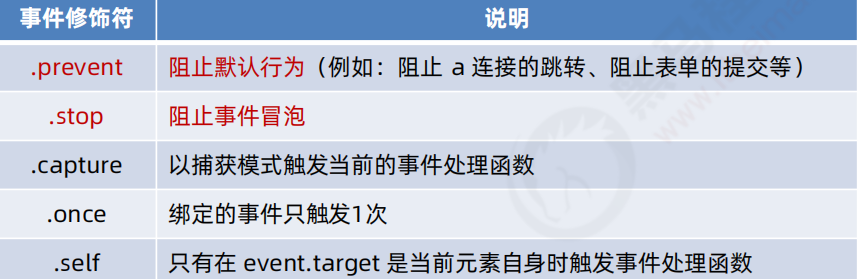 事件修饰符 说明
.prevent 阻止默认行为（例如：阻止 a 连接的跳转、阻止表单的提交等）
.stop 阻止事件冒泡
.capture 以捕获模式触发当前的事件处理函数
.once 绑定的事件只触发1次
.self 只有在 event.target 是当前元素自身时触发事件处理函数